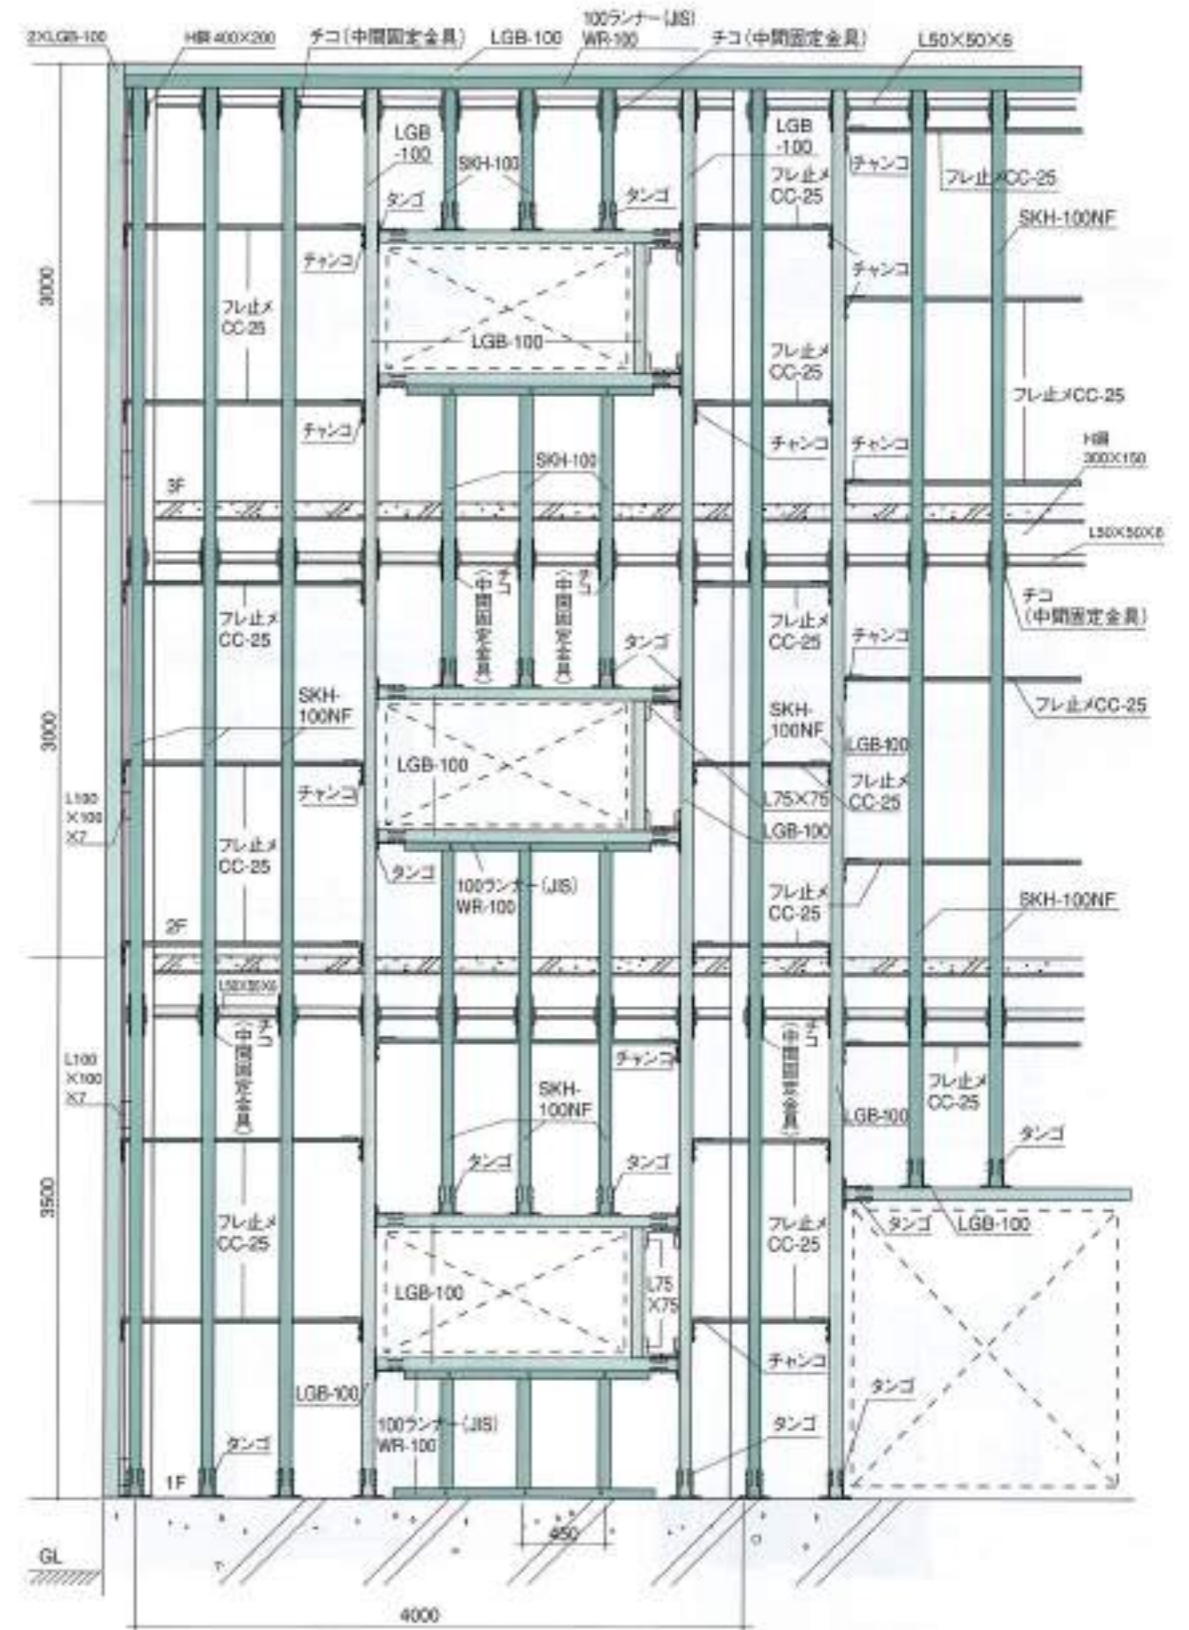 2×LGB-100
H鋼400×200
チコ(中間固定金具)
LGB-100
100ランナー(JIS)
WR-100
チコ(中間固定金具)
L50×50×6
LGB
-100
SKH-100
タンゴ
タンゴ
LGB
-100
フレ止メ
CC-25
チャンコ
フレ止メCC-25
SKH-100NF
チャンコ
チャンコ
3000
フレ止メ
CC-25
LGB-100
フレ止メ
CC-25
フレ止メCC-25
チャンコ
チャンコ
チャンコ
H鋼
300×150
SKH-100
3F
L50×50×6
チコ
(中間固定金具)
チコ
(中間固定金具)
チコ
(中間固定金具)
フレ止メ
CC-25
フレ止メ
CC-25
チャンコ
タンゴ
フレ止メCC-25
SKH-
100NF
SKH-
100NF
3000
LGB-100
LGB-100
チャンコ
L75×75
フレ止メ
CC-25
L100
×100
×7
LGB-100
フレ止メ
CC-25
タンゴ
100ランナー(JIS)
WR-100
フレ止メ
CC-25
SKH-100NF
2F
L50×50×6
チコ
(中間固定金具)
チコ
(中間固定金具)
L100
×100
×7
チャンコ
SKH-
100NF
フレ止メ
CC-25
LGB-100
タンゴ
タンゴ
タンゴ
3500
フレ止メ
CC-25
フレ止メ
CC-25
タンゴ
LGB-100
LGB-100
L75
×75
チャンコ
LGB-100
タンゴ
100ランナー(JIS)
WR-100
タンゴ
タンゴ
1F
450
GL
4000